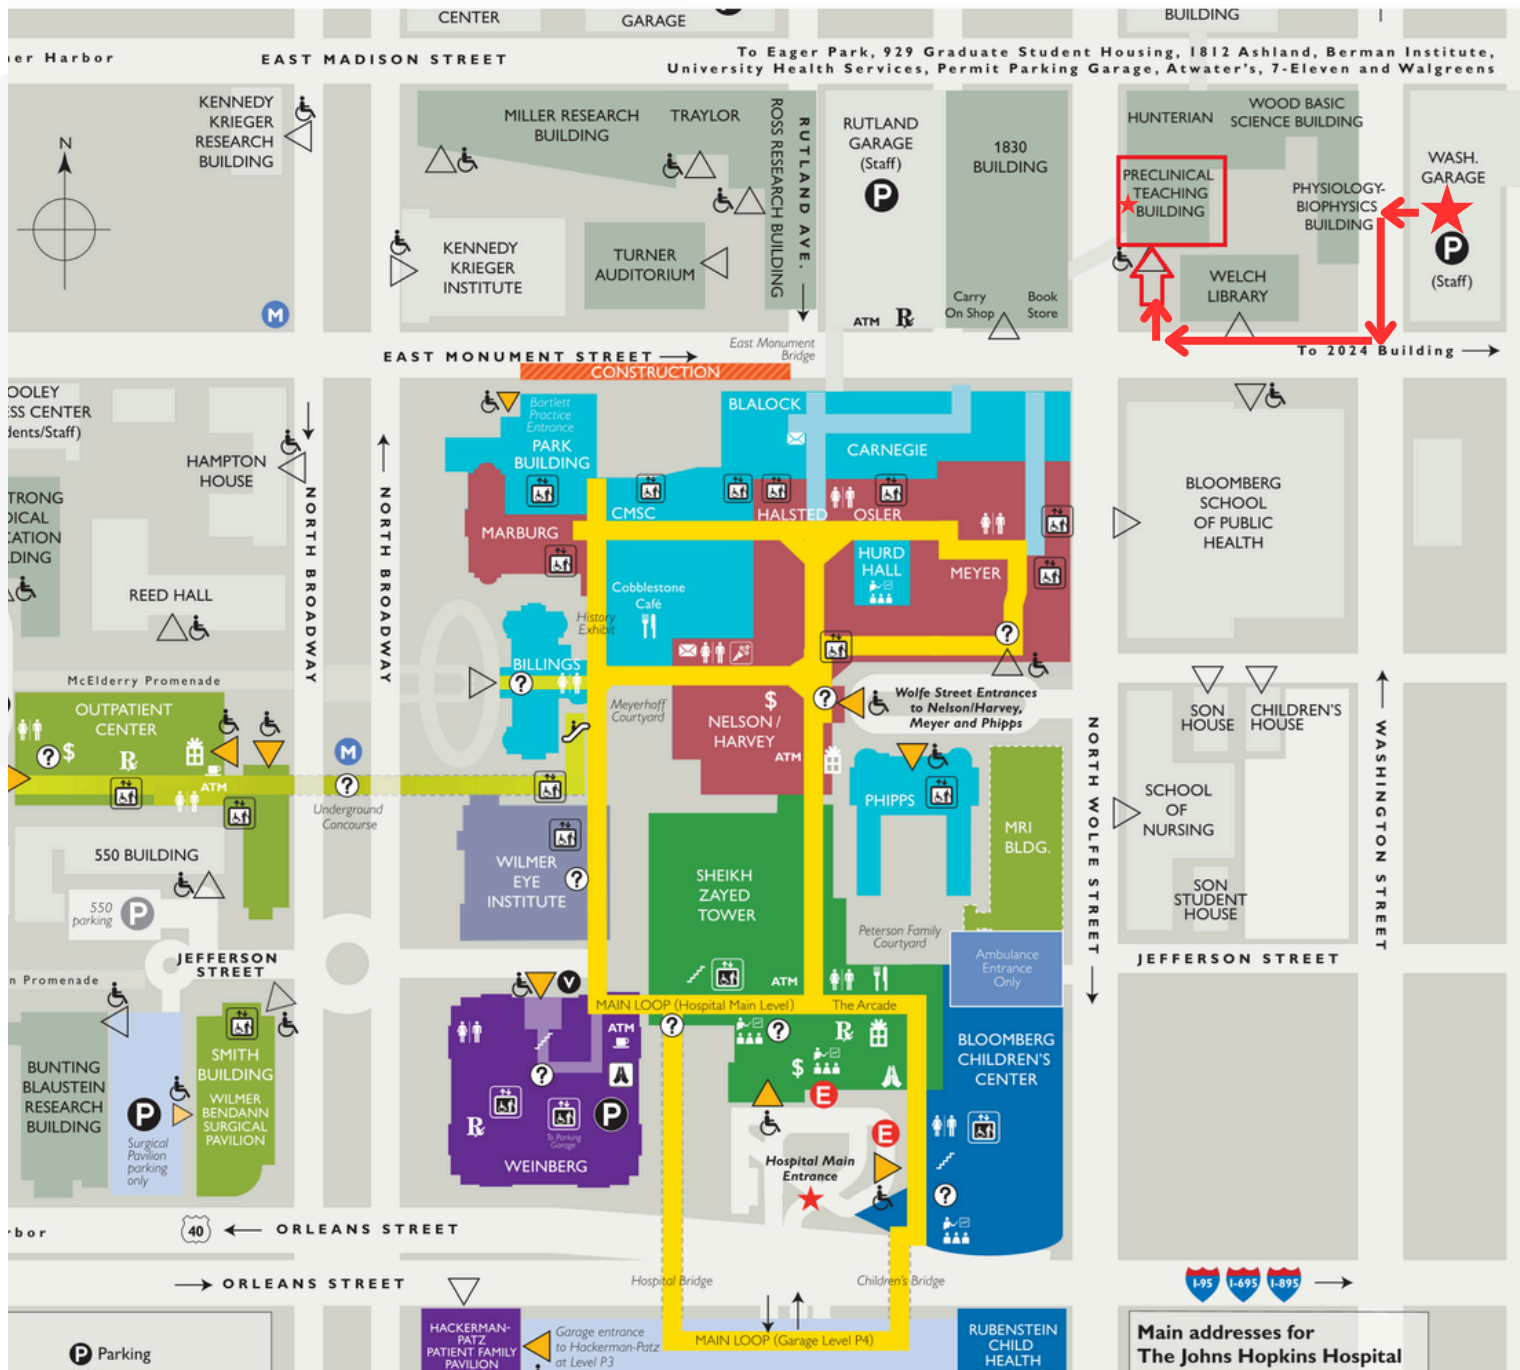 CENTER
GARAGE
BUILDING
ner Harbor
EAST MADISON STREET
To Eager Park, 929 Graduate Student Housing, 1812 Ashland, Berman Institute,
University Health Services, Permit Parking Garage, Atwater's, 7-Eleven and Walgreens
KENNEDY
KRIEGER
RESEARCH
BUILDING
N
MILLER RESEARCH
BUILDING
TRAYLOR
ROSS RESEARCH BUILDING
RUTLAND AVE.
RUTLAND
GARAGE
(Staff)
P
1830
BUILDING
HUNTERIAN
WOOD BASIC
SCIENCE BUILDING
PRECLINICAL
TEACHING
BUILDING
PHYSIOLOGY-
BIOPHYSICS
BUILDING
WASH.
GARAGE
P
(Staff)
KENNEDY
KRIEGER
INSTITUTE
TURNER
AUDITORIUM
WELCH
LIBRARY
M
ATM
Rx
Carry
On Shop
Book
Store
EAST MONUMENT STREET
East Monument
Bridge
To 2024 Building
CONSTRUCTION
OOLEY
ESS CENTER
dents/Staff)
HAMPTON
HOUSE
TRONG
DICAL
CATION
LDING
REED HALL
NORTH BROADWAY
NORTH BROADWAY
Bartlett
Practice
Entrance
PARK
BUILDING
BLALOCK
CARNEGIE
MARBURG
CMSC
HALSTED
OSLER
HURD
HALL
MEYER
Cobblestone
Café
History
Exhibit
BLOOMBERG
SCHOOL
OF PUBLIC
HEALTH
?
BILLINGS
?
McElderry Promenade
OUTPATIENT
CENTER
?
$
Rx
ATM
M
?
Underground
Concourse
Meyerhoff
Courtyard
$
NELSON /
HARVEY
ATM
?
Wolfe Street Entrances
to Nelson/Harvey,
Meyer and Phipps
PHIPPS
MRI
BLDG.
NORTH WOLFE STREET
SON
HOUSE
CHILDREN'S
HOUSE
SCHOOL
OF
NURSING
SON
STUDENT
HOUSE
WASHINGTON STREET
550 BUILDING
550
parking
P
WILMER
EYE
INSTITUTE
?
SHEIKH
ZAYED
TOWER
ATM
Peterson Family
Courtyard
Ambulance
Entrance
Only
JEFFERSON STREET
JEFFERSON
STREET
n Promenade
V
MAIN LOOP (Hospital Main Level)
The Arcade
BUNTING
BLAUSTEIN
RESEARCH
BUILDING
P
Surgical
Pavilion
parking
only
SMITH
BUILDING
WILMER
BENDANN
SURGICAL
PAVILION
ATM
?
P
Rx
To Parking
Garage
WEINBERG
?
?
Rx
$
E
E
BLOOMBERG
CHILDREN'S
CENTER
?
Hospital Main
Entrance
rbor
40
ORLEANS STREET
ORLEANS STREET
Hospital Bridge
Children's Bridge
I-95
I-695
I-895
P Parking
HACKERMAN-
PATZ
PATIENT FAMILY
PAVILION
Garage entrance
to Hackerman-Patz
at Level P3
MAIN LOOP (Garage Level P4)
RUBENSTEIN
CHILD
HEALTH
Main addresses for
The Johns Hopkins Hospital